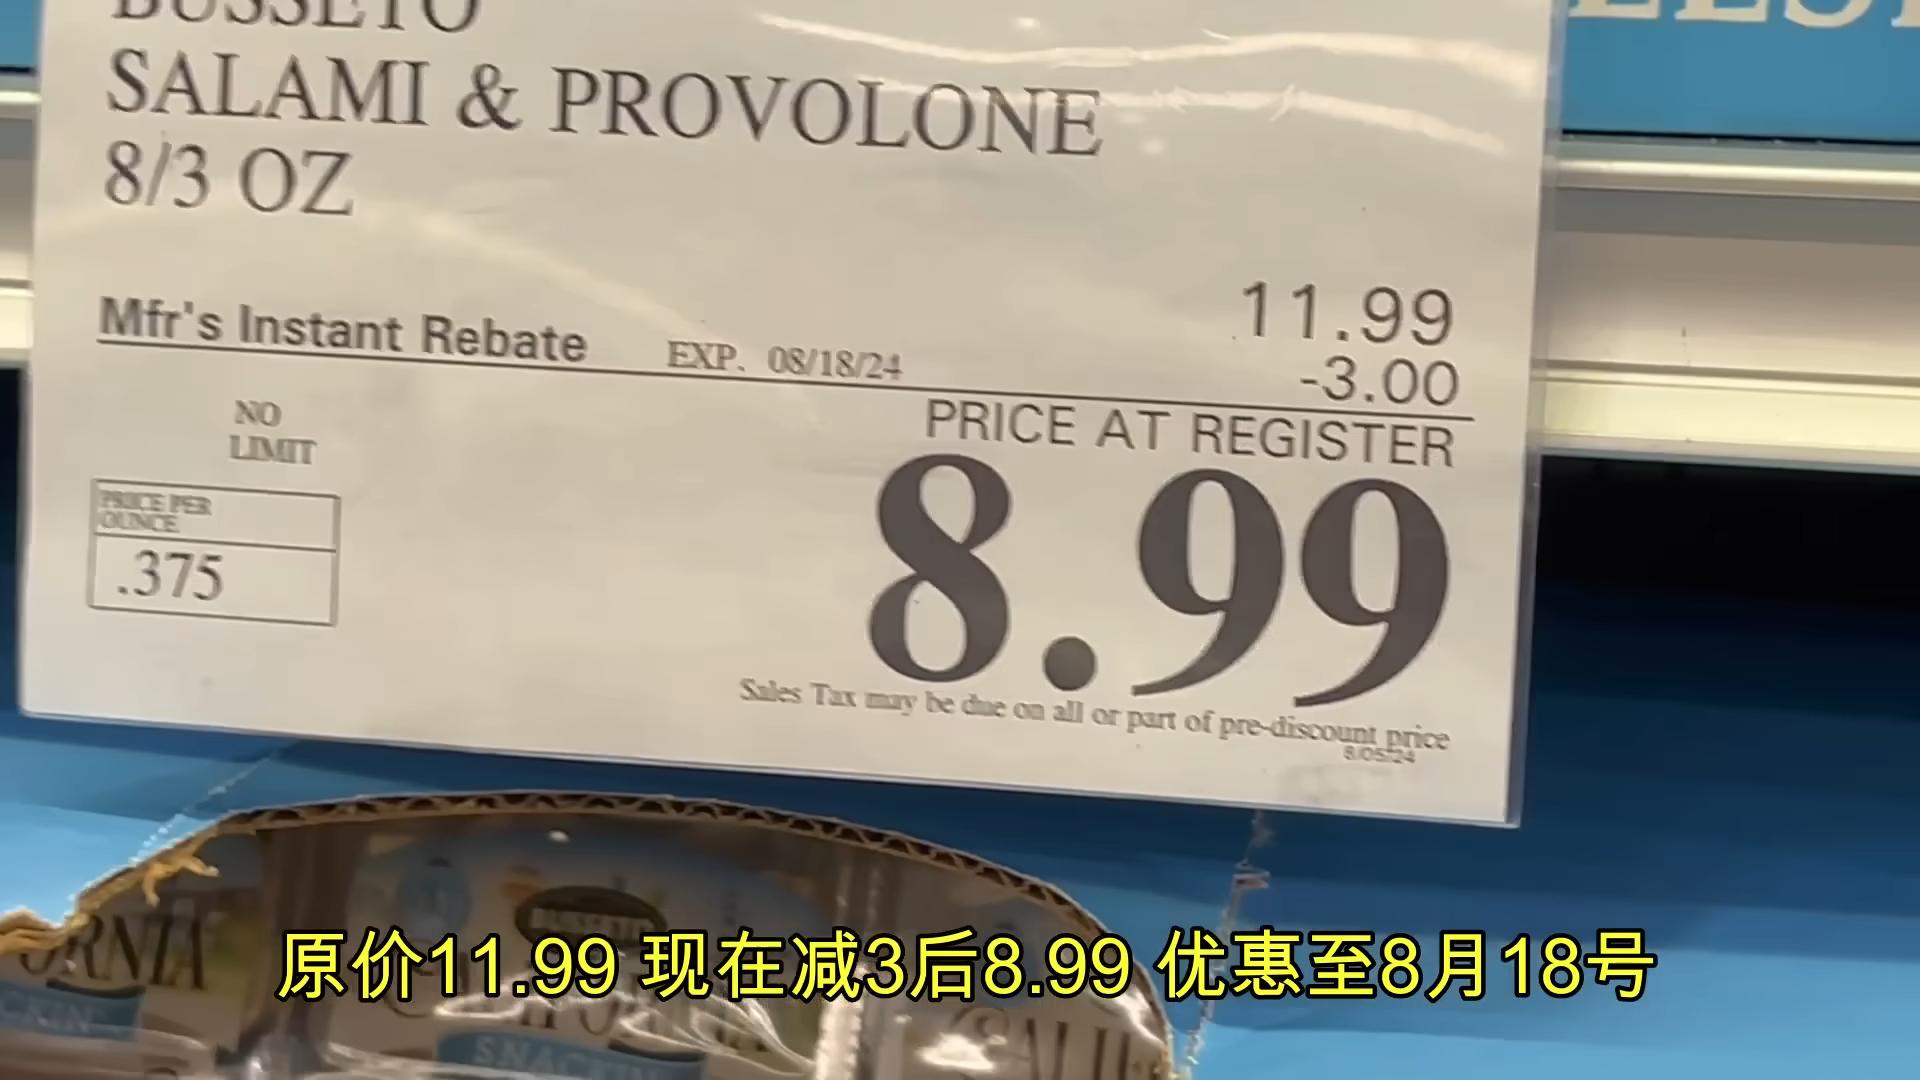 BUSSETO
SALAMI & PROVOLONE
8/3 OZ
11.99
Mfr's Instant Rebate EXP. 08/18/24 -3.00
NO
LIMIT
PRICE AT REGISTER
8.99
PRICE PER
OUNCE
.375
Sales Tax may be due on all or part of pre-discount price
8/05/24
BUSSETO
原价11.99 现在减3后8.99 优惠至8月18号
SNACKIN